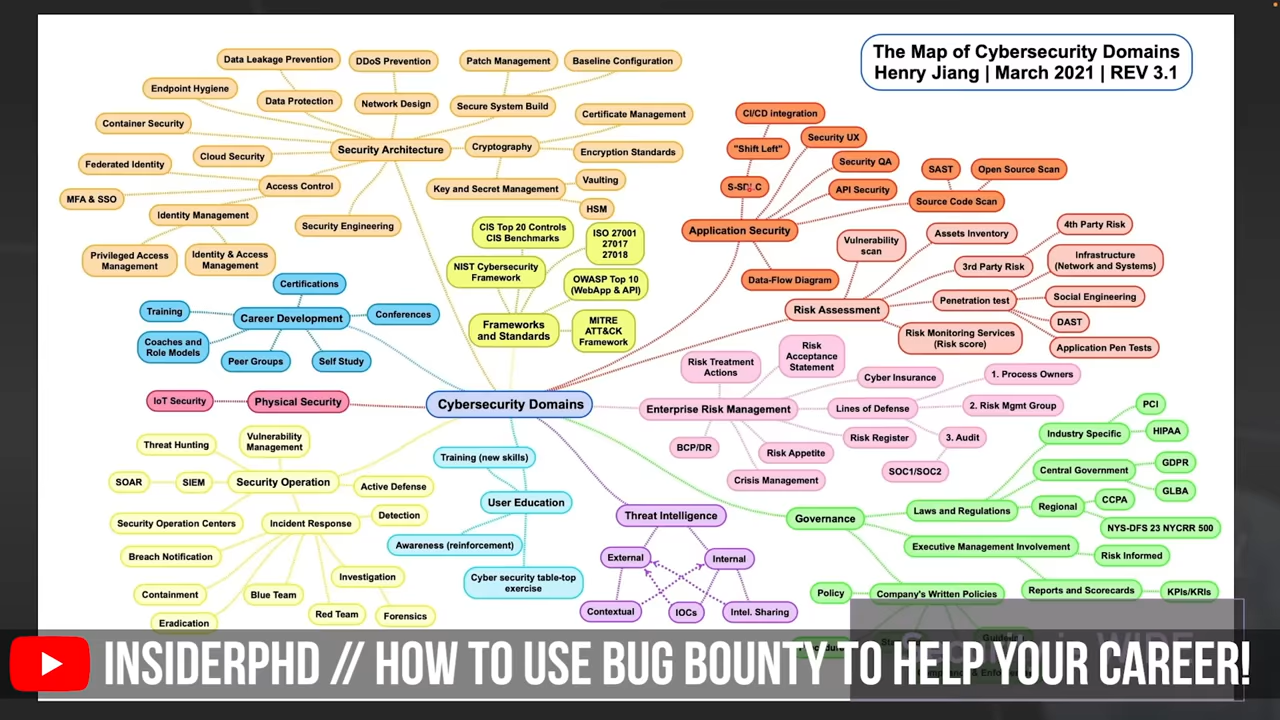 The Map of Cybersecurity Domains
Henry Jiang | March 2021 | REV 3.1
Data Leakage Prevention
DDoS Prevention
Patch Management
Baseline Configuration
Endpoint Hygiene
Data Protection
Network Design
Secure System Build
Certificate Management
Container Security
Security Architecture
Cryptography
Encryption Standards
Federated Identity
Cloud Security
Access Control
Key and Secret Management
Vaulting
HSM
MFA & SSO
Identity Management
Security Engineering
Privileged Access
Management
Identity & Access
Management
CI/CD integration
"Shift Left"
Security UX
Security QA
API Security
SAST
Open Source Scan
Source Code Scan
Application Security
Data-Flow Diagram
CIS Top 20 Controls
CIS Benchmarks
ISO 27001
27017
27018
NIST Cybersecurity
Framework
OWASP Top 10
(WebApp & API)
Frameworks
and Standards
MITRE
ATT&CK
Framework
Vulnerability
scan
Assets Inventory
4th Party Risk
3rd Party Risk
Infrastructure
(Network and Systems)
Penetration test
Social Engineering
DAST
Application Pen Tests
Risk Assessment
Risk Monitoring Services
(Risk score)
Certifications
Training
Career Development
Conferences
Coaches and
Role Models
Peer Groups
Self Study
IoT Security
Physical Security
Cybersecurity Domains
Risk Treatment
Actions
Risk
Acceptance
Statement
Cyber Insurance
1. Process Owners
Enterprise Risk Management
Lines of Defense
2. Risk Mgmt Group
Risk Register
3. Audit
SOC1/SOC2
BCP/DR
Risk Appetite
Crisis Management
Threat Hunting
Vulnerability
Management
SOAR
SIEM
Security Operation
Active Defense
Security Operation Centers
Incident Response
Detection
Breach Notification
Investigation
Containment
Blue Team
Red Team
Forensics
Eradication
Training (new skills)
User Education
Awareness (reinforcement)
Cyber security table-top
exercise
Threat Intelligence
External
Internal
Contextual
IOCs
Intel. Sharing
PCI
Industry Specific
HIPAA
Central Government
GDPR
GLBA
Governance
Laws and Regulations
Regional
CCPA
NYS-DFS 23 NYCRR 500
Executive Management Involvement
Risk Informed
Reports and Scorecards
KPIs/KRIs
Policy
Company's Written Policies
INSIDERPHD // HOW TO USE BUG BOUNTY TO HELP YOUR CAREER!